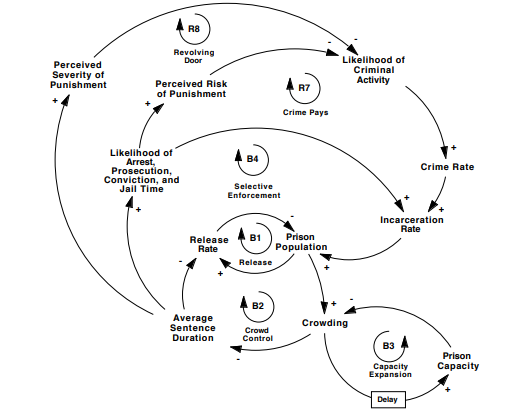 R8
Revolving
Door
-
-
Perceived
Severity of
Punishment
+
Likelihood of
Criminal
Activity
Perceived Risk
of Punishment
+
R7
Crime Pays
Likelihood of
Arrest,
Prosecution,
Conviction, and
Jail Time
+
B4
Selective
Enforcement
+
Crime Rate
+
+
Incarceration
Rate
-
Release
Rate
-
+
B1
Release
Prison
Population
+
B2
Crowd
Control
Average
Sentence
Duration
-
+
-
Crowding
B3
Capacity
Expansion
Prison
Capacity
+
Delay